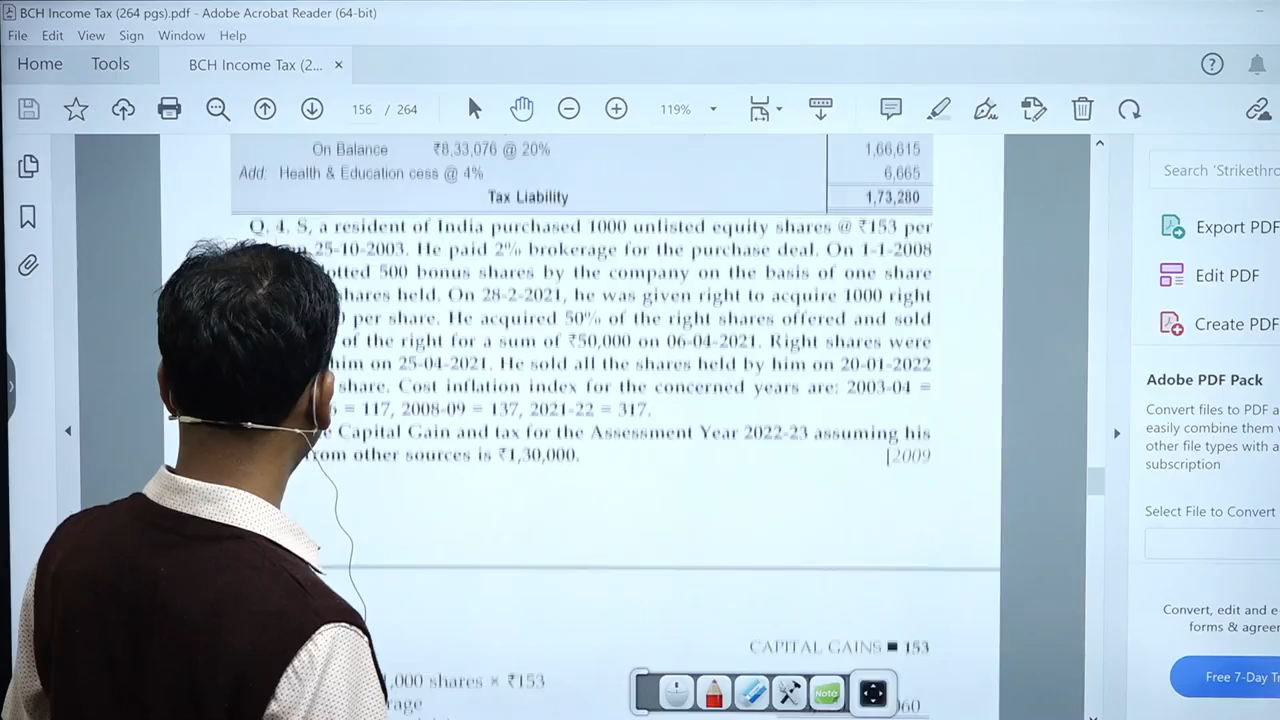 BCH Income Tax (264 pgs).pdf - Adobe Acrobat Reader (64-bit)
File Edit View Sign Window Help
Home Tools BCH Income Tax (2... ×
156 / 264 119%
On Balance ₹8,33,076 @ 20% 1,66,615
Add: Health & Education cess @ 4% 6,665
Tax Liability 1,73,280
Q. 4. S, a resident of India purchased 1000 unlisted equity shares @ ₹153 per
25-10-2003. He paid 2% brokerage for the purchase deal. On 1-1-2008
otted 500 bonus shares by the company on the basis of one share
hares held. On 28-2-2021, he was given right to acquire 1000 right
per share. He acquired 50% of the right shares offered and sold
of the right for a sum of ₹50,000 on 06-04-2021. Right shares were
him on 25-04-2021. He sold all the shares held by him on 20-01-2022
share. Cost inflation index for the concerned years are: 2003-04 =
= 117, 2008-09 = 137, 2021-22 = 317.
Capital Gain and tax for the Assessment Year 2022-23 assuming his
om other sources is ₹1,30,000. [2009
CAPITAL GAINS ■ 153
,000 shares × ₹153
rage 60
Note
Search 'Strikethro
Export PDF
Edit PDF
Create PDF
Adobe PDF Pack
Convert files to PDF a
easily combine them
other file types with a
subscription
Select File to Convert
Convert, edit and e-
forms & agree
Free 7-Day Tr